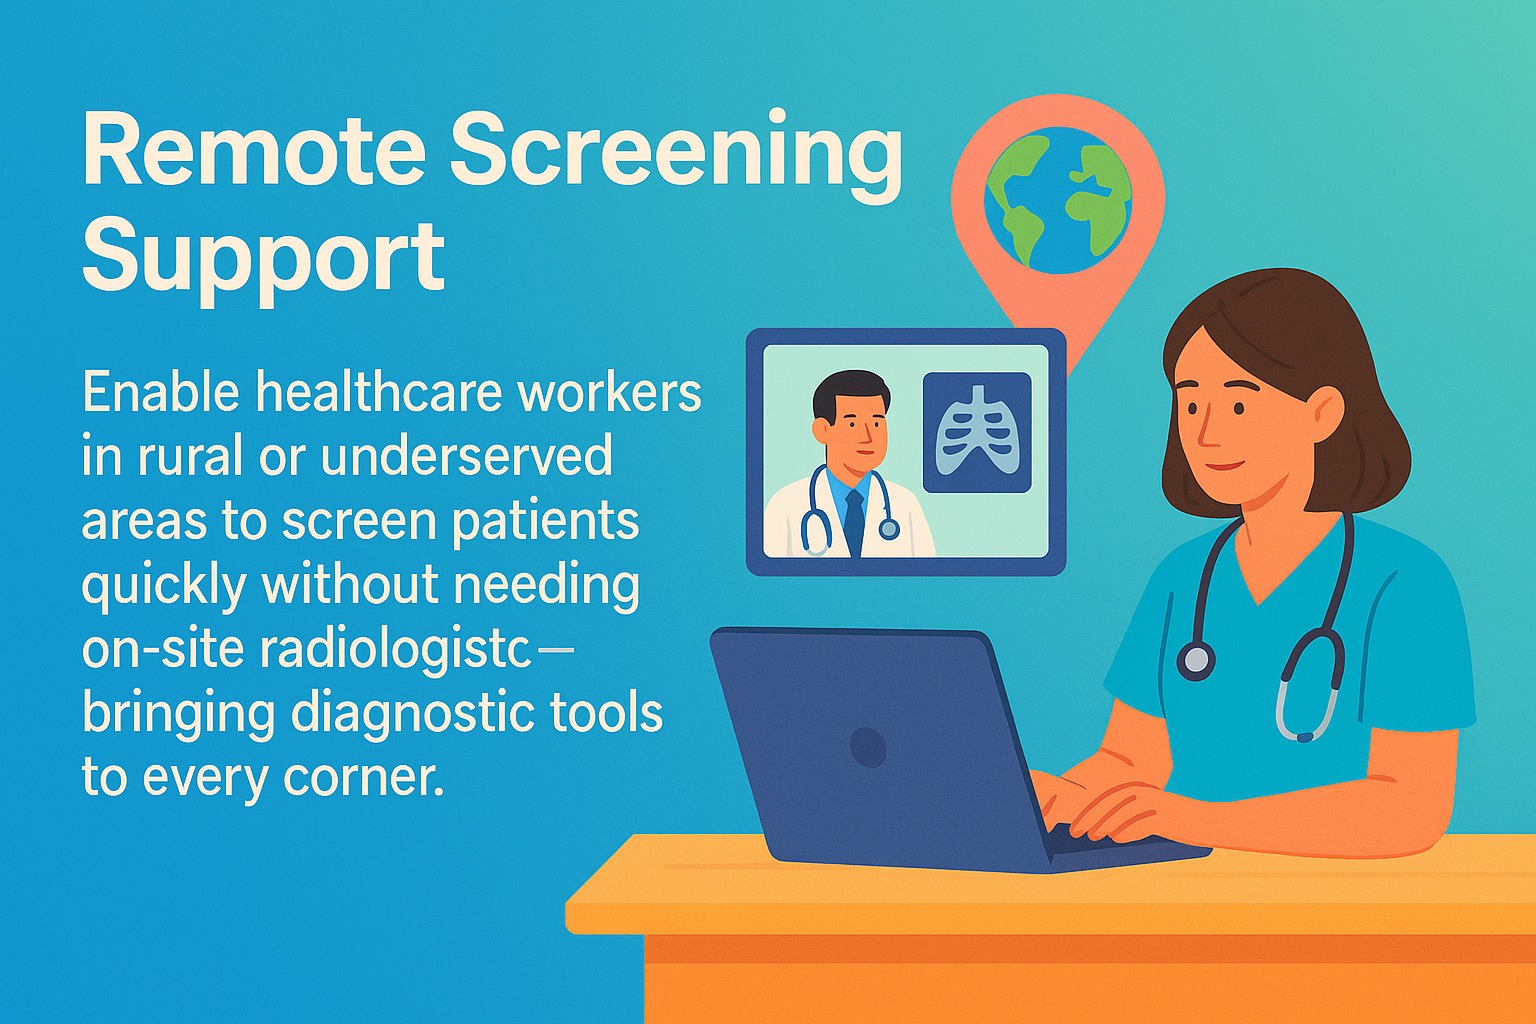 Remote Screening
Support
Enable healthcare workers
in rural or underserved
areas to screen patients
quickly without needing
on-site radiologistc—
bringing diagnostic tools
to every corner.